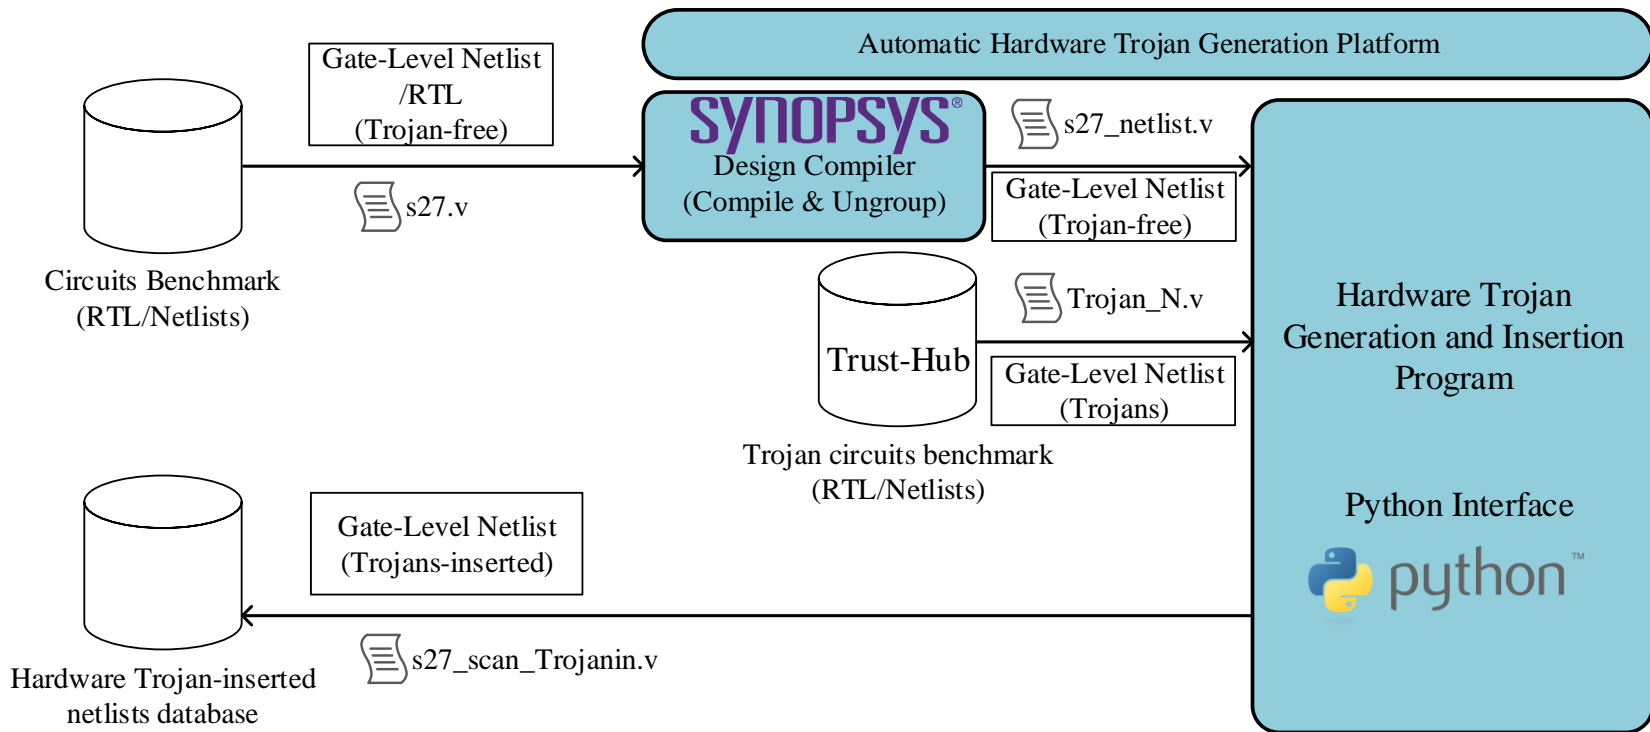 Automatic Hardware Trojan Generation Platform
Gate-Level Netlist
/RTL
(Trojan-free)
s27.v
Circuits Benchmark
(RTL/Netlists)
SYNOPSYS®
Design Compiler
(Compile & Ungroup)
s27_netlist.v
Gate-Level Netlist
(Trojan-free)
Trust-Hub
Trojan circuits benchmark
(RTL/Netlists)
Trojan_N.v
Gate-Level Netlist
(Trojans)
Hardware Trojan
Generation and Insertion
Program
Python Interface
python™
Gate-Level Netlist
(Trojans-inserted)
s27_scan_Trojanin.v
Hardware Trojan-inserted
netlists database